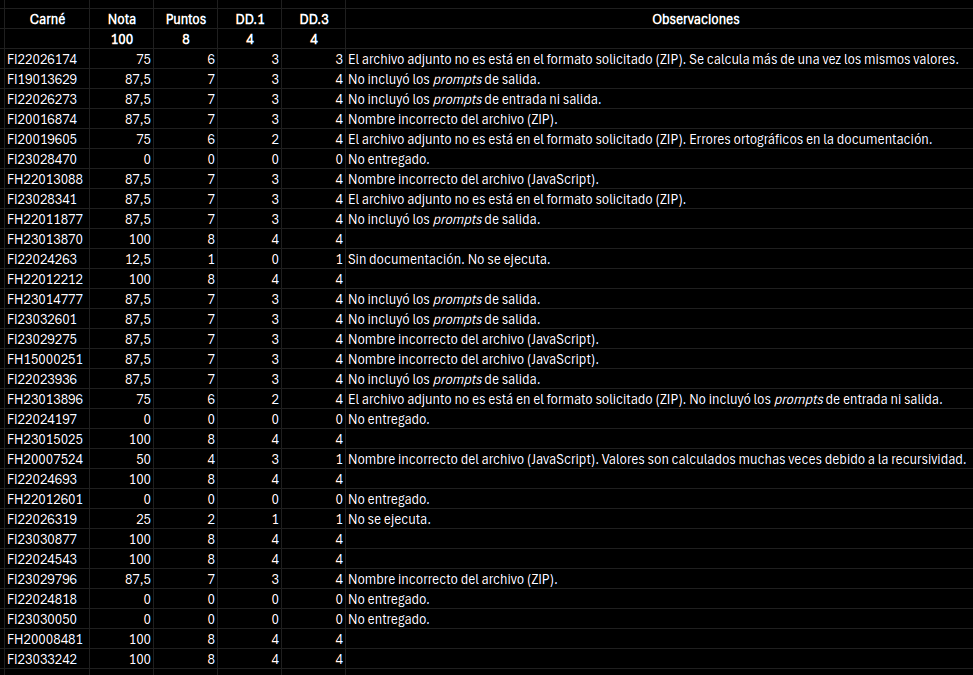 Carné Nota Puntos DD.1 DD.3 Observaciones
100 8 4 4
FI22026174 75 6 3 3 El archivo adjunto no es está en el formato solicitado (ZIP). Se calcula más de una vez los mismos valores.
FI19013629 87,5 7 3 4 No incluyó los prompts de salida.
FI22026273 87,5 7 3 4 No incluyó los prompts de entrada ni salida.
FI20016874 87,5 7 3 4 Nombre incorrecto del archivo (ZIP).
FI20019605 75 6 2 4 El archivo adjunto no es está en el formato solicitado (ZIP). Errores ortográficos en la documentación.
FI23028470 0 0 0 0 No entregado.
FH22013088 87,5 7 3 4 Nombre incorrecto del archivo (JavaScript).
FI23028341 87,5 7 3 4 El archivo adjunto no es está en el formato solicitado (ZIP).
FH22011877 87,5 7 3 4 No incluyó los prompts de salida.
FH23013870 100 8 4 4
FI22024263 12,5 1 0 1 Sin documentación. No se ejecuta.
FH22012212 100 8 4 4
FH23014777 87,5 7 3 4 No incluyó los prompts de salida.
FI23032601 87,5 7 3 4 No incluyó los prompts de salida.
FI23029275 87,5 7 3 4 Nombre incorrecto del archivo (JavaScript).
FH15000251 87,5 7 3 4 Nombre incorrecto del archivo (JavaScript).
FI22023936 87,5 7 3 4 No incluyó los prompts de salida.
FH23013896 75 6 2 4 El archivo adjunto no es está en el formato solicitado (ZIP). No incluyó los prompts de entrada ni salida.
FI22024197 0 0 0 0 No entregado.
FH23015025 100 8 4 4
FH20007524 50 4 3 1 Nombre incorrecto del archivo (JavaScript). Valores son calculados muchas veces debido a la recursividad.
FI22024693 100 8 4 4
FH22012601 0 0 0 0 No entregado.
FI22026319 25 2 1 1 No se ejecuta.
FI23030877 100 8 4 4
FI22024543 100 8 4 4
FI23029796 87,5 7 3 4 Nombre incorrecto del archivo (ZIP).
FI22024818 0 0 0 0 No entregado.
FI23030050 0 0 0 0 No entregado.
FH20008481 100 8 4 4
FI23033242 100 8 4 4